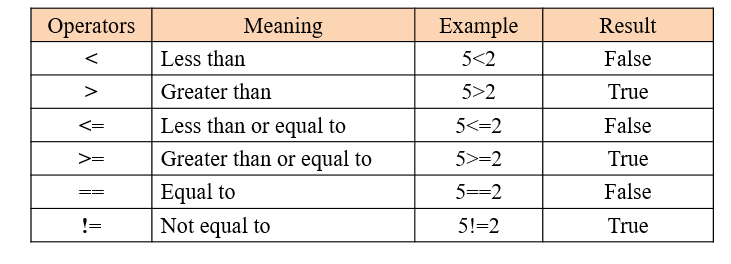 Operators Meaning Example Result
< Less than 5<2 False
> Greater than 5>2 True
<= Less than or equal to 5<=2 False
>= Greater than or equal to 5>=2 True
== Equal to 5==2 False
!= Not equal to 5!=2 True